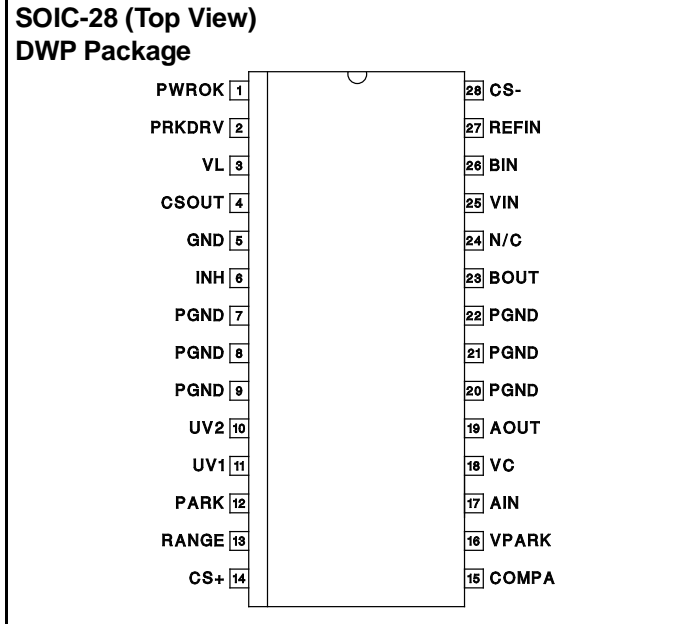 SOIC-28 (Top View)
DWP Package
PWROK 1 28 CS-
PRKDRV 2 27 REFIN
VL 3 26 BIN
CSOUT 4 25 VIN
GND 5 24 N/C
INH 6 23 BOUT
PGND 7 22 PGND
PGND 8 21 PGND
PGND 9 20 PGND
UV2 10 19 AOUT
UV1 11 18 VC
PARK 12 17 AIN
RANGE 13 16 VPARK
CS+ 14 15 COMPA